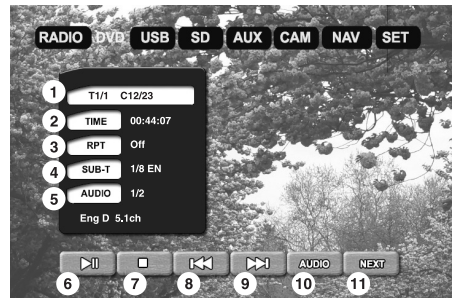 RADIO DVD USB SD AUX CAM NAV SET
1 T1/1 C12/23
2 TIME 00:44:07
3 RPT Off
4 SUB-T 1/8 EN
5 AUDIO 1/2
Eng D 5.1ch
AUDIO NEXT
6 7 8 9 10 11